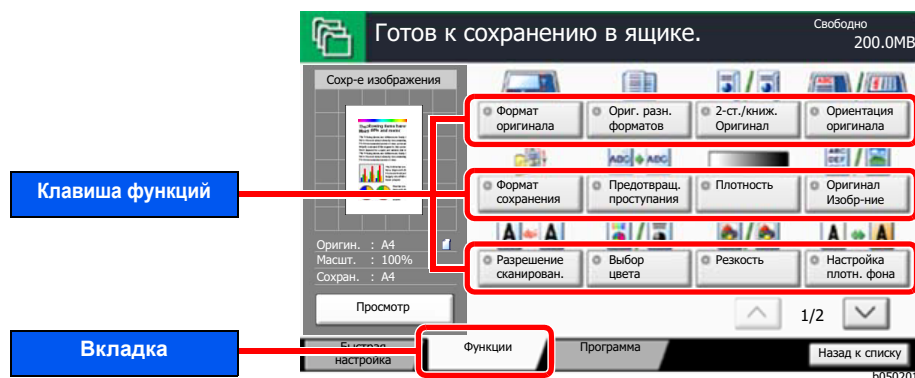 Готов к сохранению в ящике.
Свободно
200.0MB
Сохр-е изображения
Формат оригинала
Ориг. разн. форматов
2-ст./книж. Оригинал
Ориентация оригинала
Клавиша функций
Формат сохранения
Предотвращ. проступания
Плотность
Оригинал Изобр-ние
Оригин. : A4
Масшт. : 100%
Сохран. : A4
Разрешение сканирован.
Выбор цвета
Резкость
Настройка плотн. фона
Просмотр
1/2
Вкладка
Быстрая настройка
Функции
Программа
Назад к списку